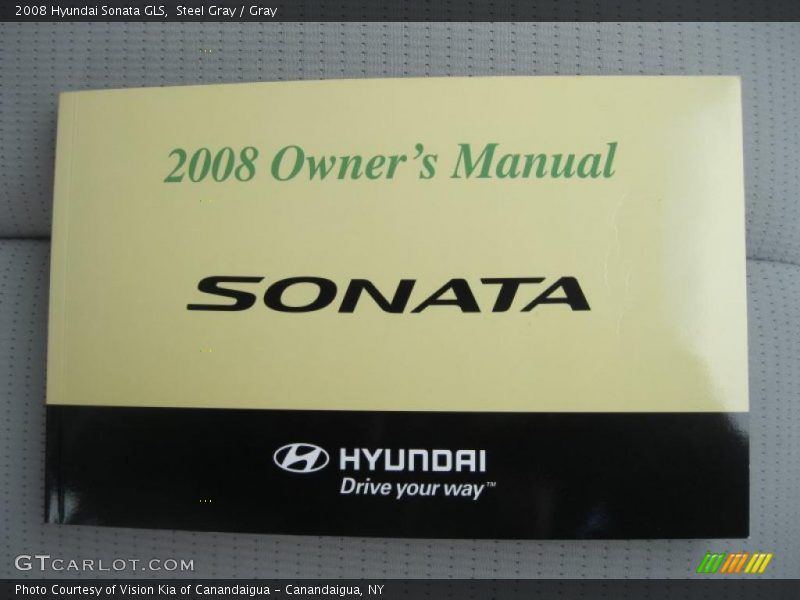 2008 Hyundai Sonata GLS,  Steel Gray / Gray
2008 Owner's Manual
SONATA
HYUNDAI
Drive your way™
GTCARLOT.COM
Photo Courtesy of Vision Kia of Canandaigua - Canandaigua, NY